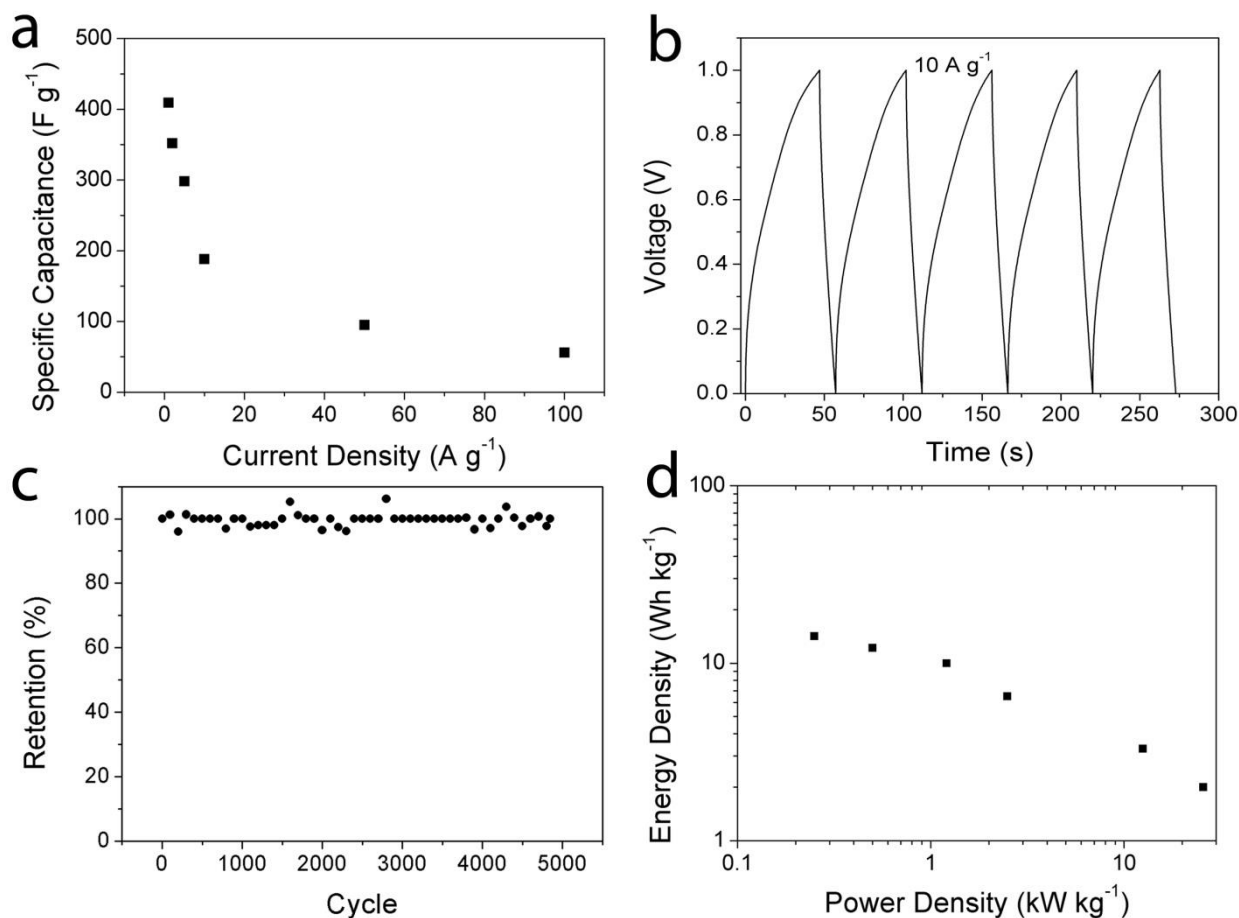 a
500
400
300
200
100
0
Specific Capacitance (F g⁻¹)
0 20 40 60 80 100
Current Density (A g⁻¹)
b
10 A g⁻¹
1.0
0.8
0.6
0.4
0.2
0.0
Voltage (V)
0 50 100 150 200 250 300
Time (s)
c
100
80
60
40
20
0
Retention (%)
0 1000 2000 3000 4000 5000
Cycle
d
100
10
1
Energy Density (Wh kg⁻¹)
0.1 1 10
Power Density (kW kg⁻¹)